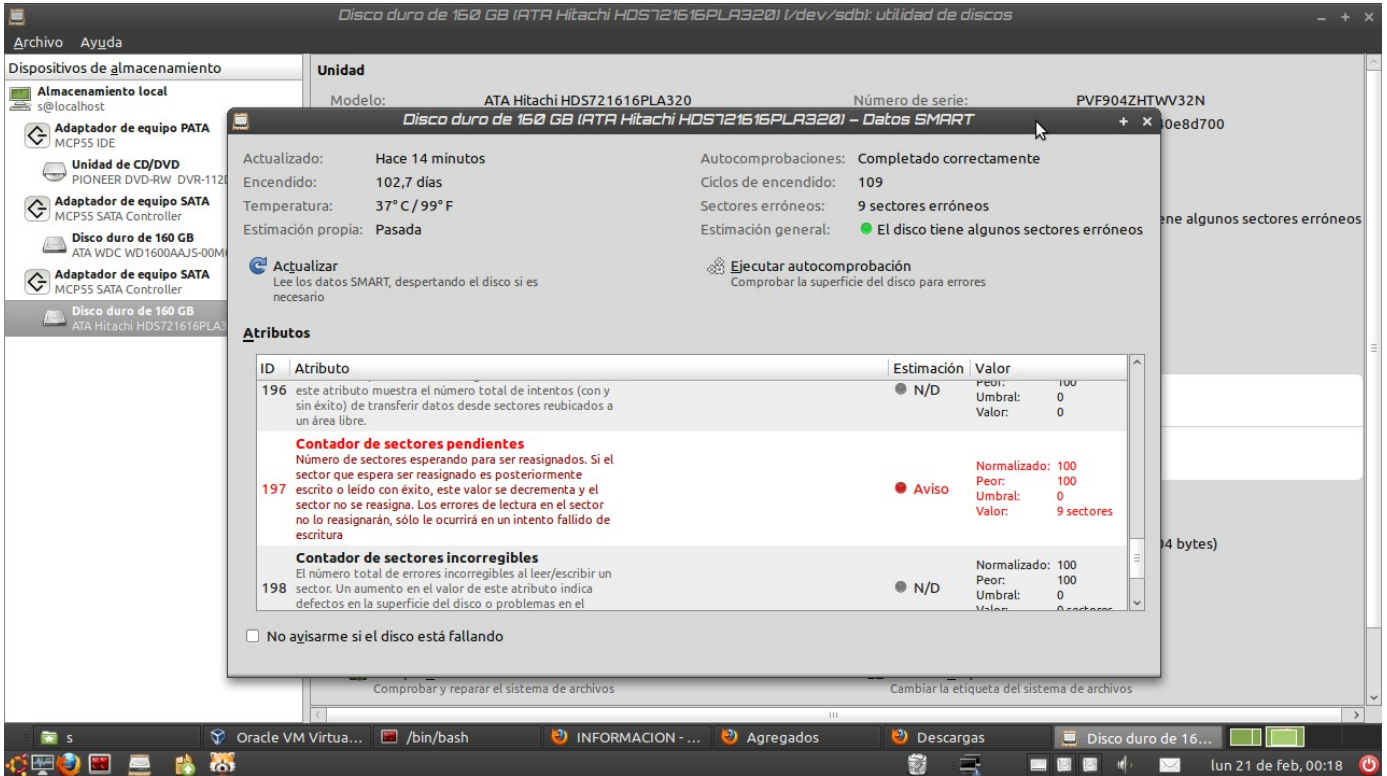 Disco duro de 160 GB (ATA Hitachi HDS721616PLA320) [/dev/sdb]: utilidad de discos
Archivo Ayuda
Dispositivos de almacenamiento
Almacenamiento local
s@localhost
Adaptador de equipo PATA
MCP55 IDE
Unidad de CD/DVD
PIONEER DVD-RW DVR-112D
Adaptador de equipo SATA
MCP55 SATA Controller
Disco duro de 160 GB
ATA WDC WD1600AAJS-00M
Adaptador de equipo SATA
MCP55 SATA Controller
Disco duro de 160 GB
ATA Hitachi HDS721616PLA3
Unidad
Modelo: ATA Hitachi HDS721616PLA320
Número de serie: PVF904ZHTWV32N
0e8d700
ene algunos sectores erróneos
04 bytes)
Disco duro de 160 GB (ATA Hitachi HDS721616PLA320) – Datos SMART
Actualizado: Hace 14 minutos
Autocomprobaciones: Completado correctamente
Encendido: 102,7 días
Ciclos de encendido: 109
Temperatura: 37° C / 99° F
Sectores erróneos: 9 sectores erróneos
Estimación propia: Pasada
Estimación general: El disco tiene algunos sectores erróneos
Actualizar
Lee los datos SMART, despertando el disco si es
necesario
Ejecutar autocomprobación
Comprobar la superficie del disco para errores
Atributos
ID Atributo Estimación Valor
196 este atributo muestra el número total de intentos (con y
sin éxito) de transferir datos desde sectores reubicados a
un área libre.
N/D
Peor: 100
Umbral: 0
Valor: 0
Contador de sectores pendientes
Número de sectores esperando para ser reasignados. Si el
sector que espera ser reasignado es posteriormente
197 escrito o leído con éxito, este valor se decrementa y el
sector no se reasigna. Los errores de lectura en el sector
no lo reasignarán, sólo le ocurrirá en un intento fallido de
escritura
Aviso
Normalizado: 100
Peor: 100
Umbral: 0
Valor: 9 sectores
Contador de sectores incorregibles
El número total de errores incorregibles al leer/escribir un
198 sector. Un aumento en el valor de este atributo indica
defectos en la superficie del disco o problemas en el
N/D
Normalizado: 100
Peor: 100
Umbral: 0
Valor: 0 sectores
No avisarme si el disco está fallando
Comprobar y reparar el sistema de archivos
Cambiar la etiqueta del sistema de archivos
s
Oracle VM Virtua...
/bin/bash
INFORMACION - ...
Agregados
Descargas
Disco duro de 16...
lun 21 de feb, 00:18